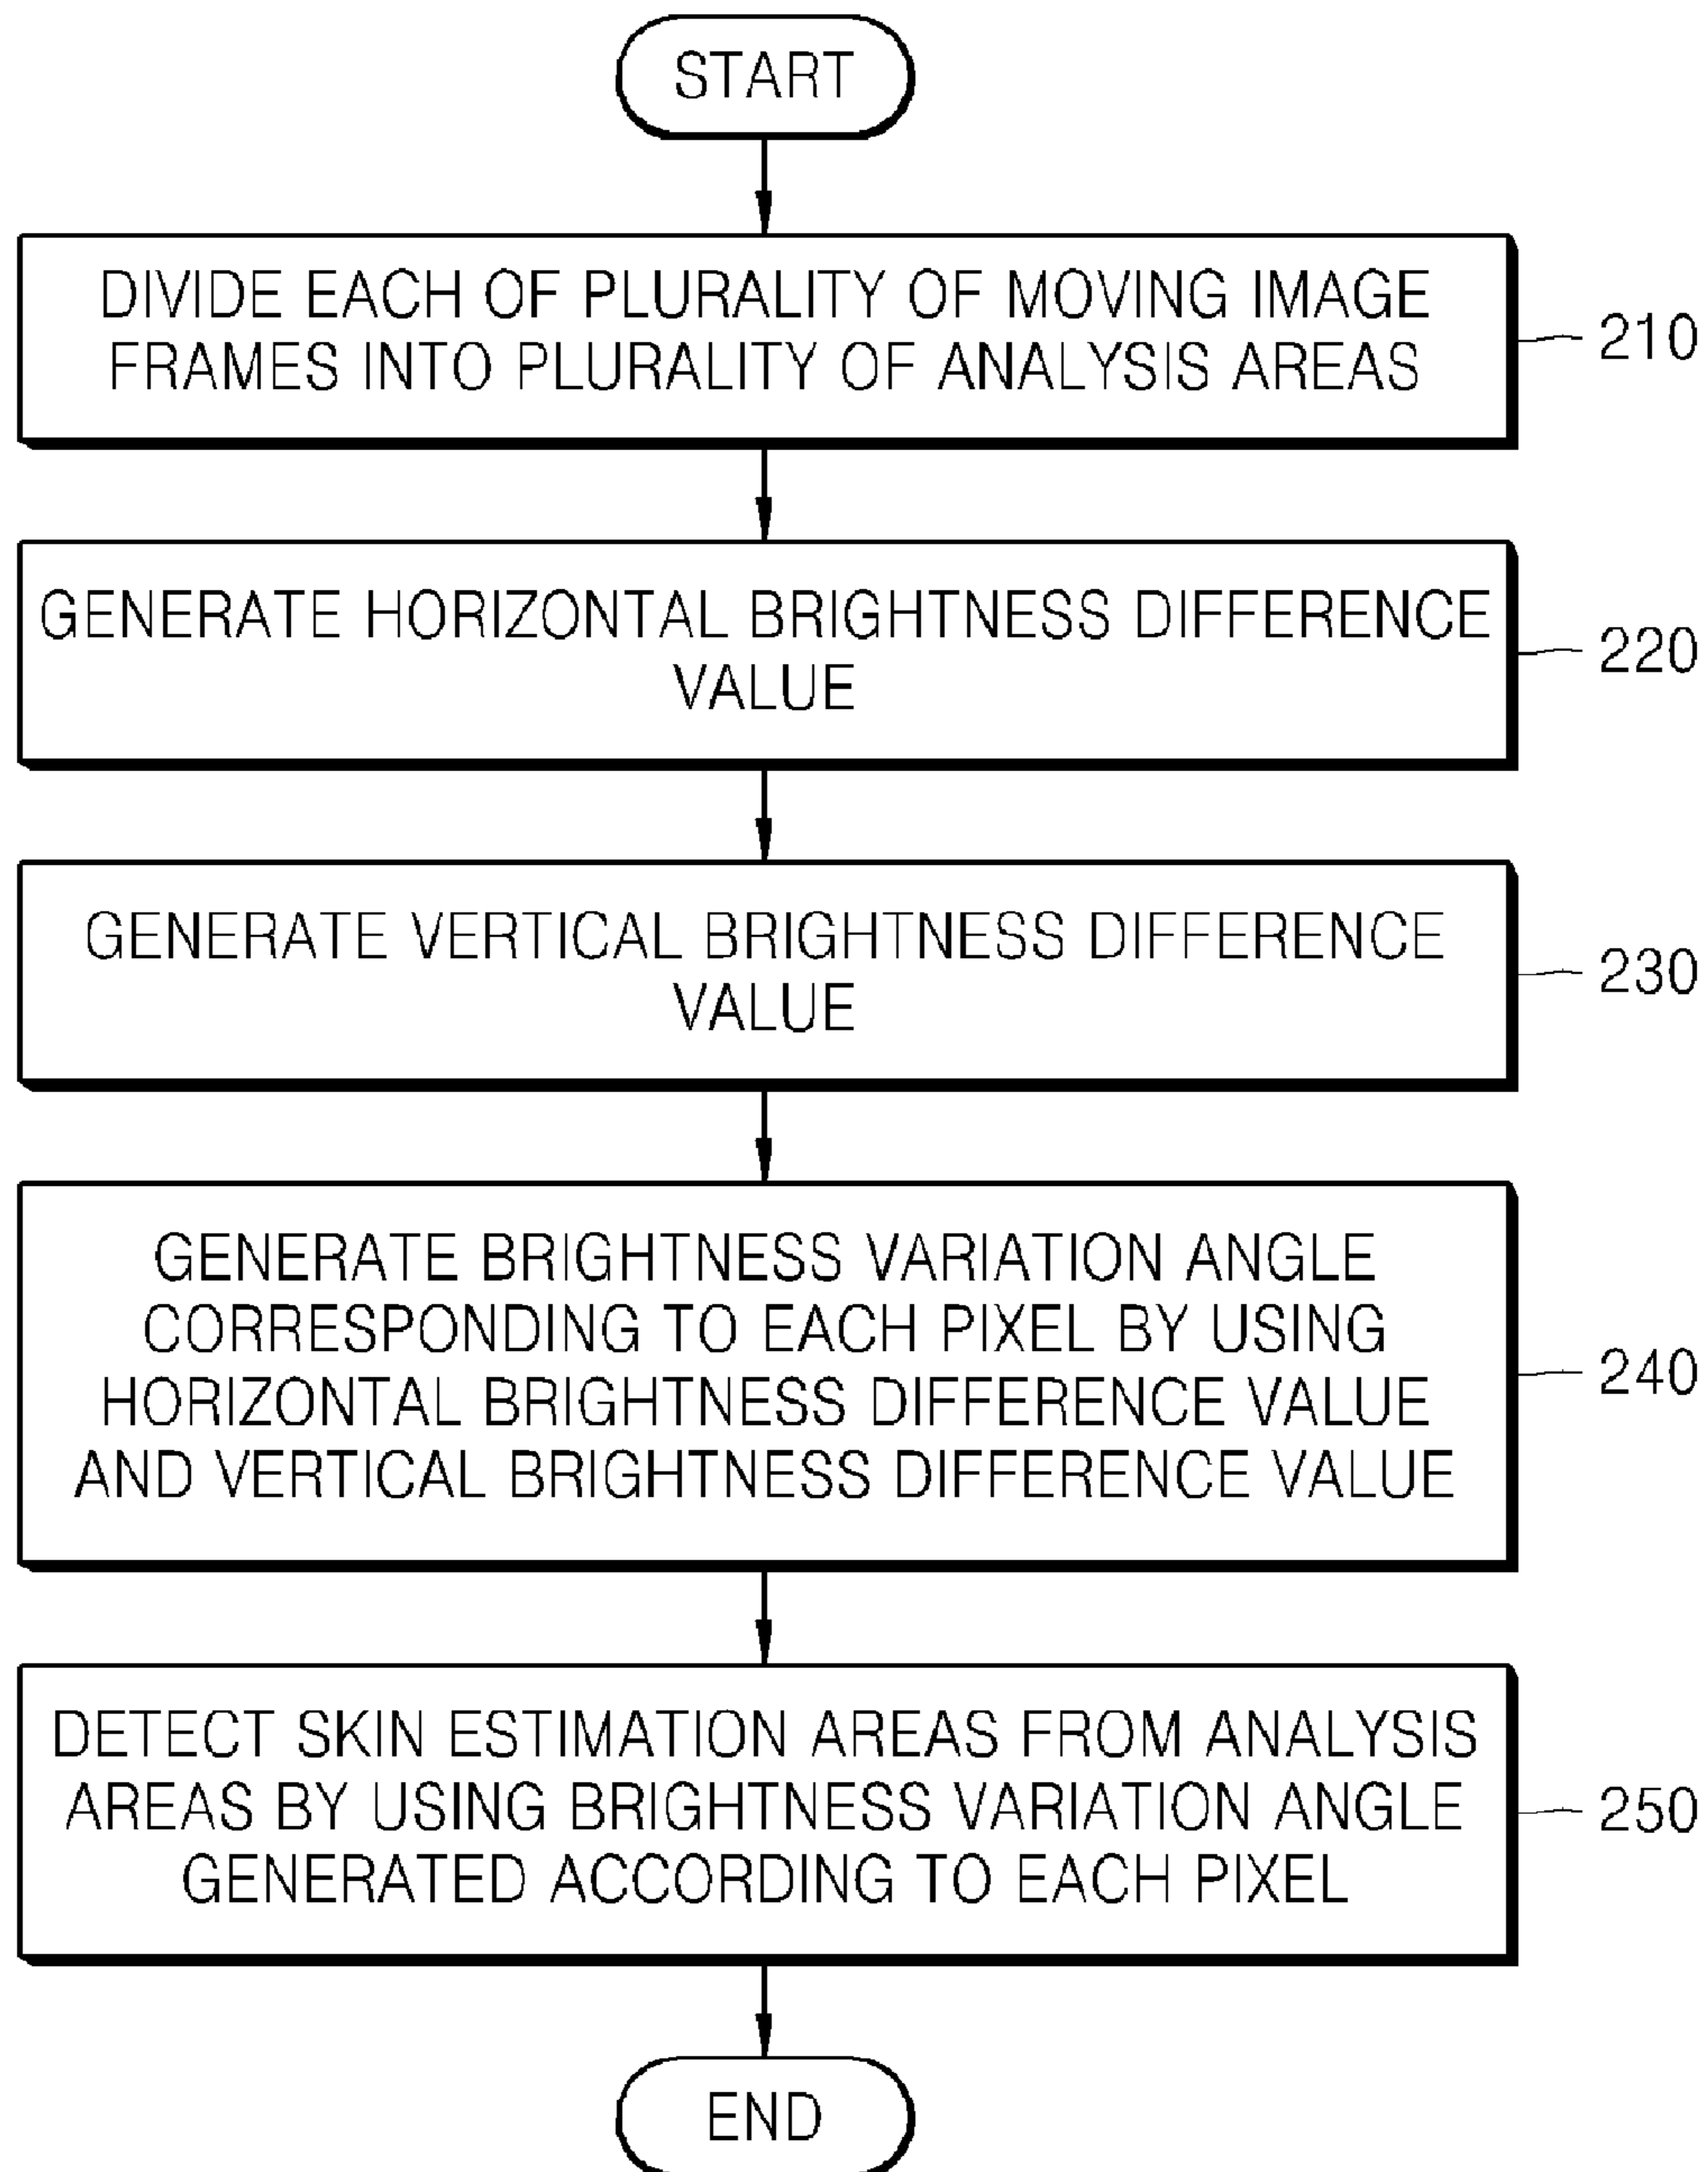 START
DIVIDE EACH OF PLURALITY OF MOVING IMAGE
FRAMES INTO PLURALITY OF ANALYSIS AREAS
210
GENERATE HORIZONTAL BRIGHTNESS DIFFERENCE
VALUE
220
GENERATE VERTICAL BRIGHTNESS DIFFERENCE
VALUE
230
GENERATE BRIGHTNESS VARIATION ANGLE
CORRESPONDING TO EACH PIXEL BY USING
HORIZONTAL BRIGHTNESS DIFFERENCE VALUE
AND VERTICAL BRIGHTNESS DIFFERENCE VALUE
240
DETECT SKIN ESTIMATION AREAS FROM ANALYSIS
AREAS BY USING BRIGHTNESS VARIATION ANGLE
GENERATED ACCORDING TO EACH PIXEL
250
END